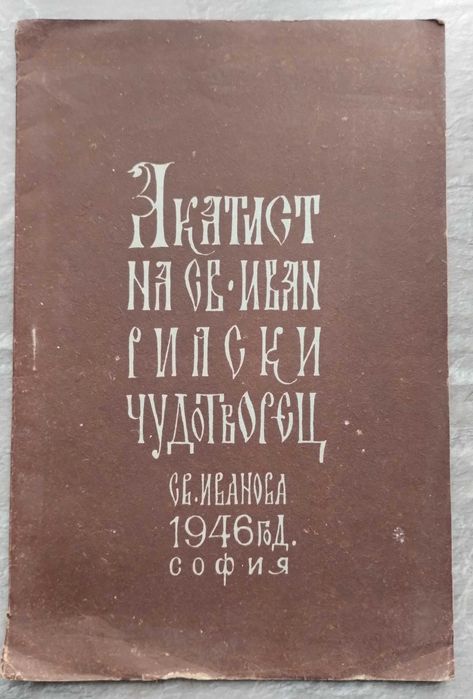 Акатист
на св. Иван
Рилски
Чудотворец
св. Иванова
1946 год.
София